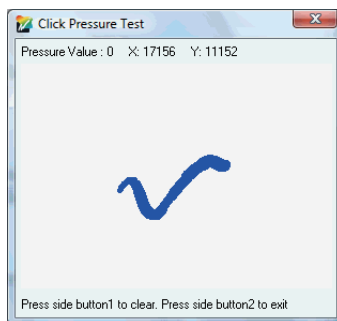 Click Pressure Test
Pressure Value : 0 X: 17156 Y: 11152
Press side button1 to clear. Press side button2 to exit